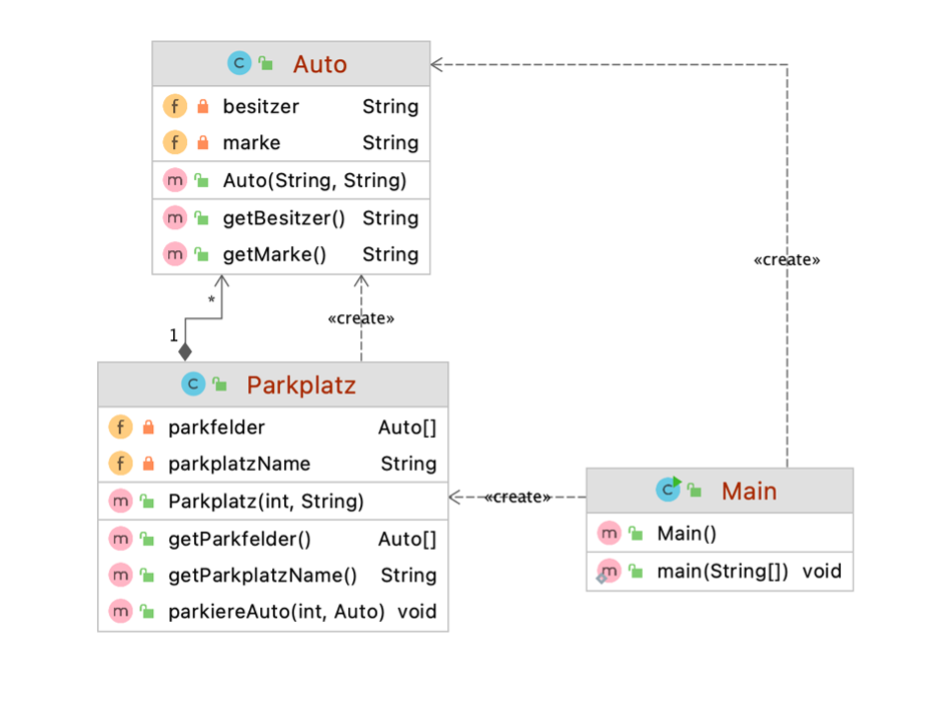 C Auto
f besitzer String
f marke String
m Auto(String, String)
m getBesitzer() String
m getMarke() String
*
1
«create»
«create»
C Parkplatz
f parkfelder Auto[]
f parkplatzName String
m Parkplatz(int, String)
m getParkfelder() Auto[]
m getParkplatzName() String
m parkiereAuto(int, Auto) void
«create»
C Main
m Main()
m main(String[]) void